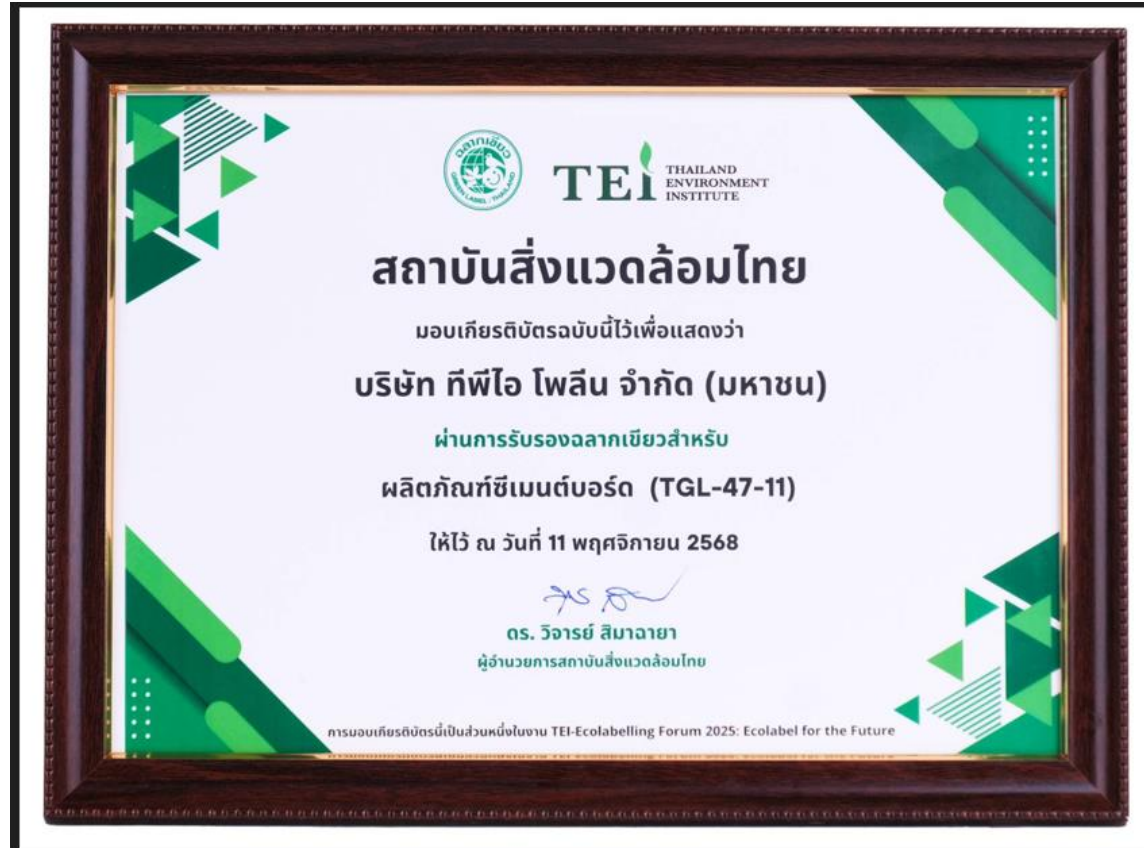 ฉลากเขียว
GREEN LABEL : THAILAND
TEI THAILAND
ENVIRONMENT
INSTITUTE
สถาบันสิ่งแวดล้อมไทย
มอบเกียรติบัตรฉบับนี้ไว้เพื่อแสดงว่า
บริษัท ทีพีไอ โพลีน จำกัด (มหาชน)
ผ่านการรับรองฉลากเขียวสำหรับ
ผลิตภัณฑ์ซีเมนต์บอร์ด (TGL-47-11)
ให้ไว้ ณ วันที่ 11 พฤศจิกายน 2568
ดร. วิจารย์ สิมาฉายา
ผู้อำนวยการสถาบันสิ่งแวดล้อมไทย
การมอบเกียรติบัตรนี้เป็นส่วนหนึ่งในงาน TEI-Ecolabelling Forum 2025: Ecolabel for the Future